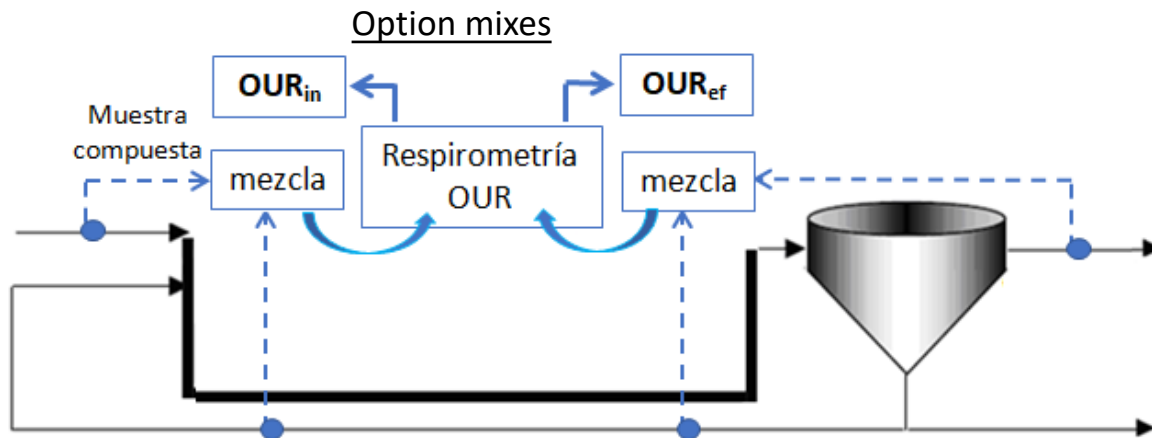 Option mixes
OURin
OURef
Muestra
compuesta
mezcla
Respirometría
OUR
mezcla